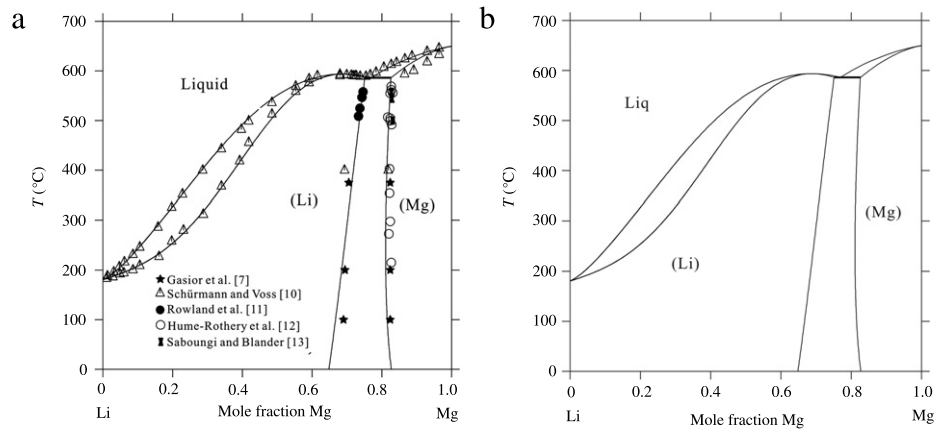 a
700
600
500
400
300
200
100
0
T (°C)
Liquid
(Li)
(Mg)
Gasior et al. [7]
Schürmann and Voss [10]
Rowland et al. [11]
Hume-Rothery et al. [12]
Saboungi and Blander [13]
0 0.2 0.4 0.6 0.8 1.0
Li Mole fraction Mg Mg
b
700
600
500
400
300
200
100
0
T (°C)
Liq
(Li)
(Mg)
0 0.2 0.4 0.6 0.8 1.0
Li Mole fraction Mg Mg